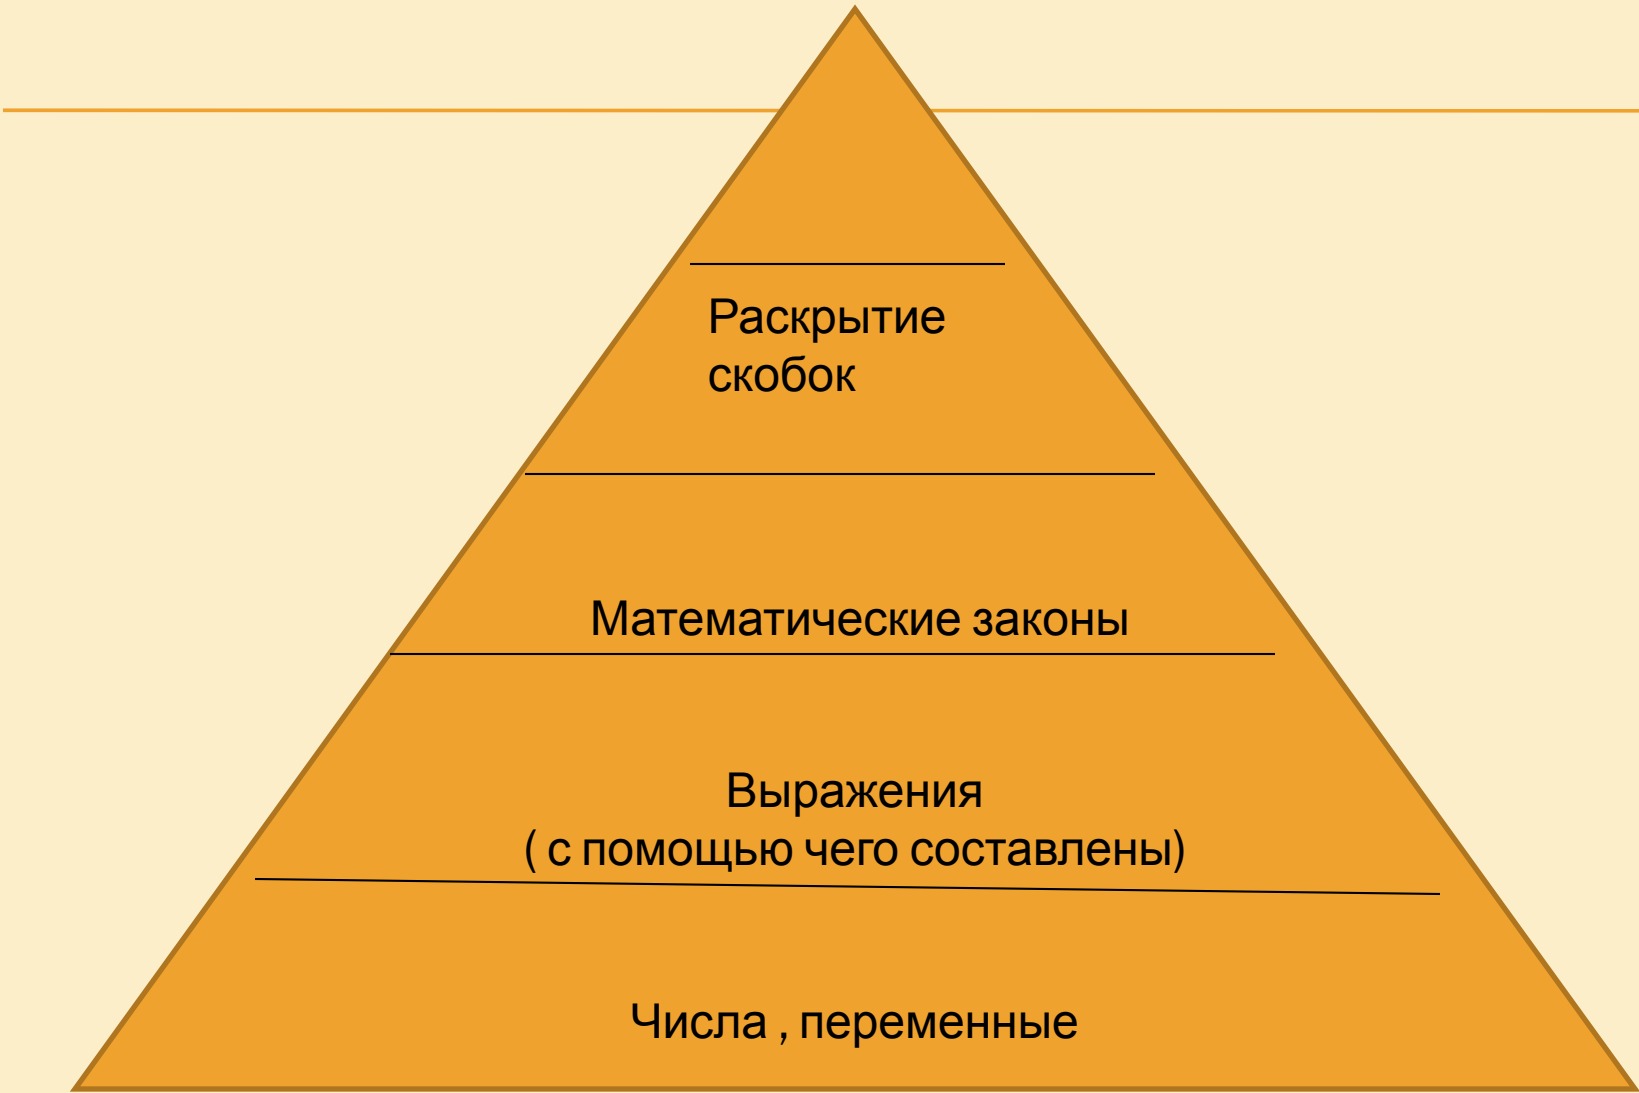 Раскрытие
скобок
Математические законы
Выражения
( с помощью чего составлены)
Числа , переменные